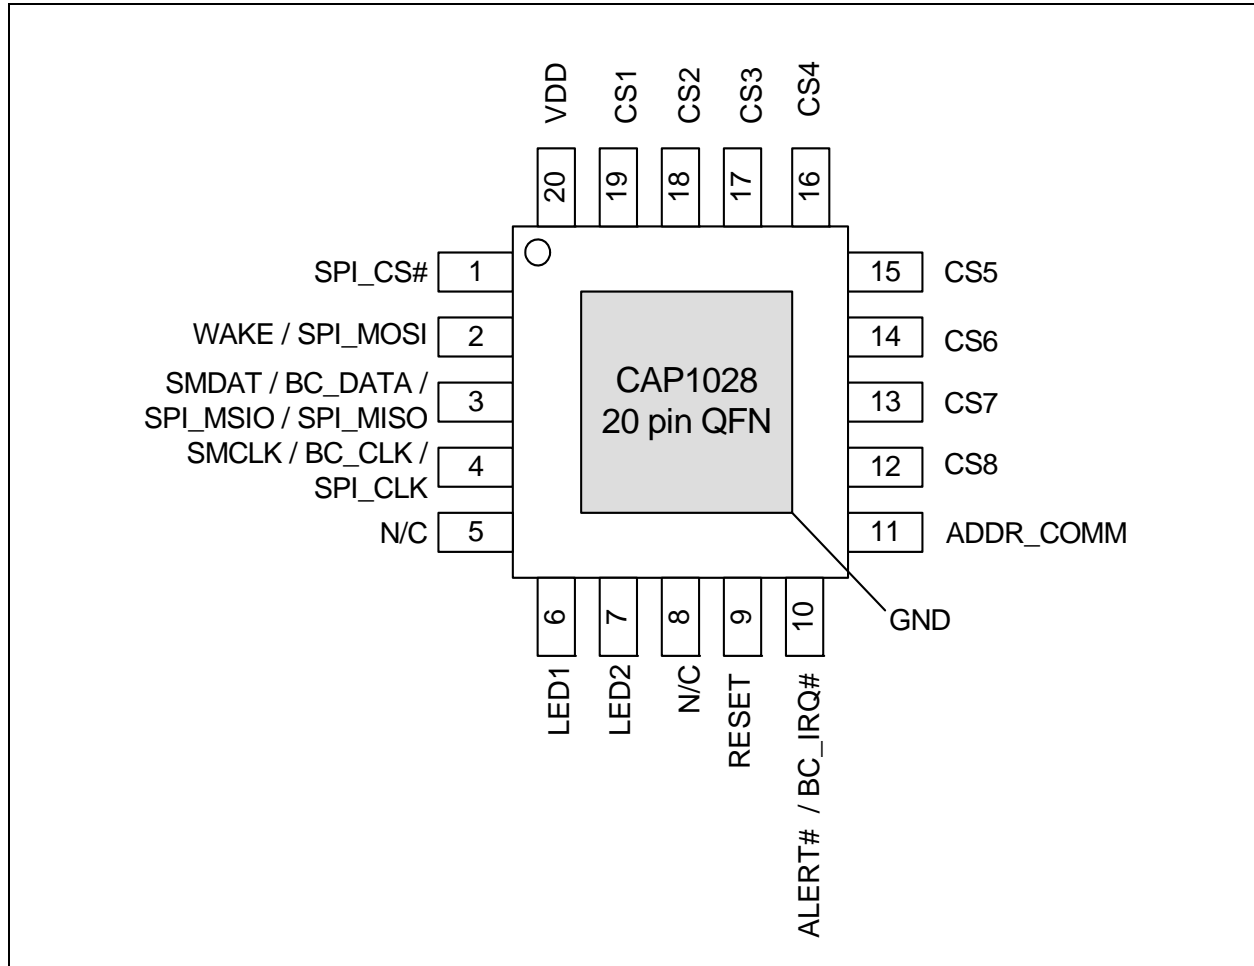 VDD
CS1
CS2
CS3
CS4
20
19
18
17
16
SPI_CS#
1
WAKE / SPI_MOSI
2
SMDAT / BC_DATA /
SPI_MSIO / SPI_MISO
3
SMCLK / BC_CLK /
SPI_CLK
4
N/C
5
CAP1028
20 pin QFN
15
CS5
14
CS6
13
CS7
12
CS8
11
ADDR_COMM
GND
6
7
8
9
10
LED1
LED2
N/C
RESET
ALERT# / BC_IRQ#